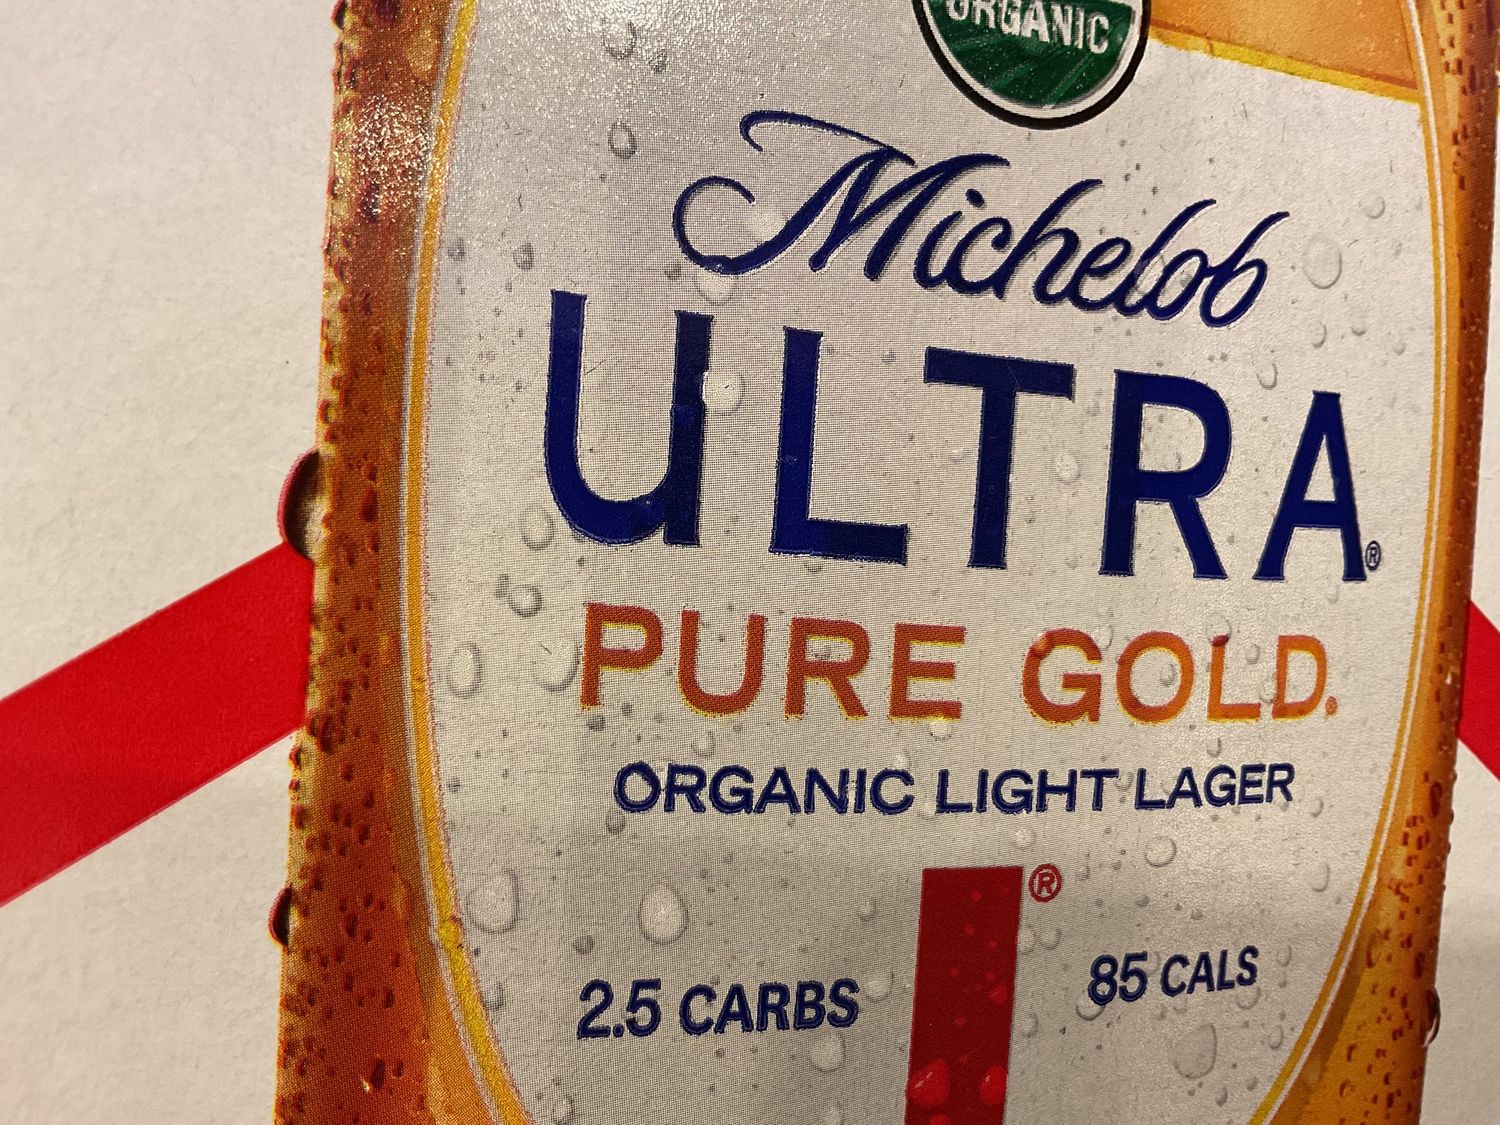 ORGANIC
Michelob
ULTRA®
PURE GOLD.
ORGANIC LIGHT LAGER
®
2.5 CARBS
85 CALS